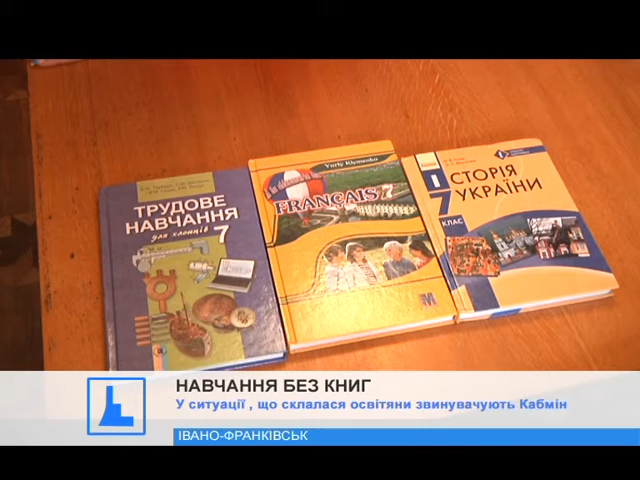 ТРУДОВЕ
НАВЧАННЯ
для хлопців 7
Yuriy Klymenko
FRANÇAIS 7
ІСТОРІЯ
УКРАЇНИ
7
КЛАС
НАВЧАННЯ БЕЗ КНИГ
У ситуації , що склалася освітяни звинувачують Кабмін
ІВАНО-ФРАНКІВСЬК